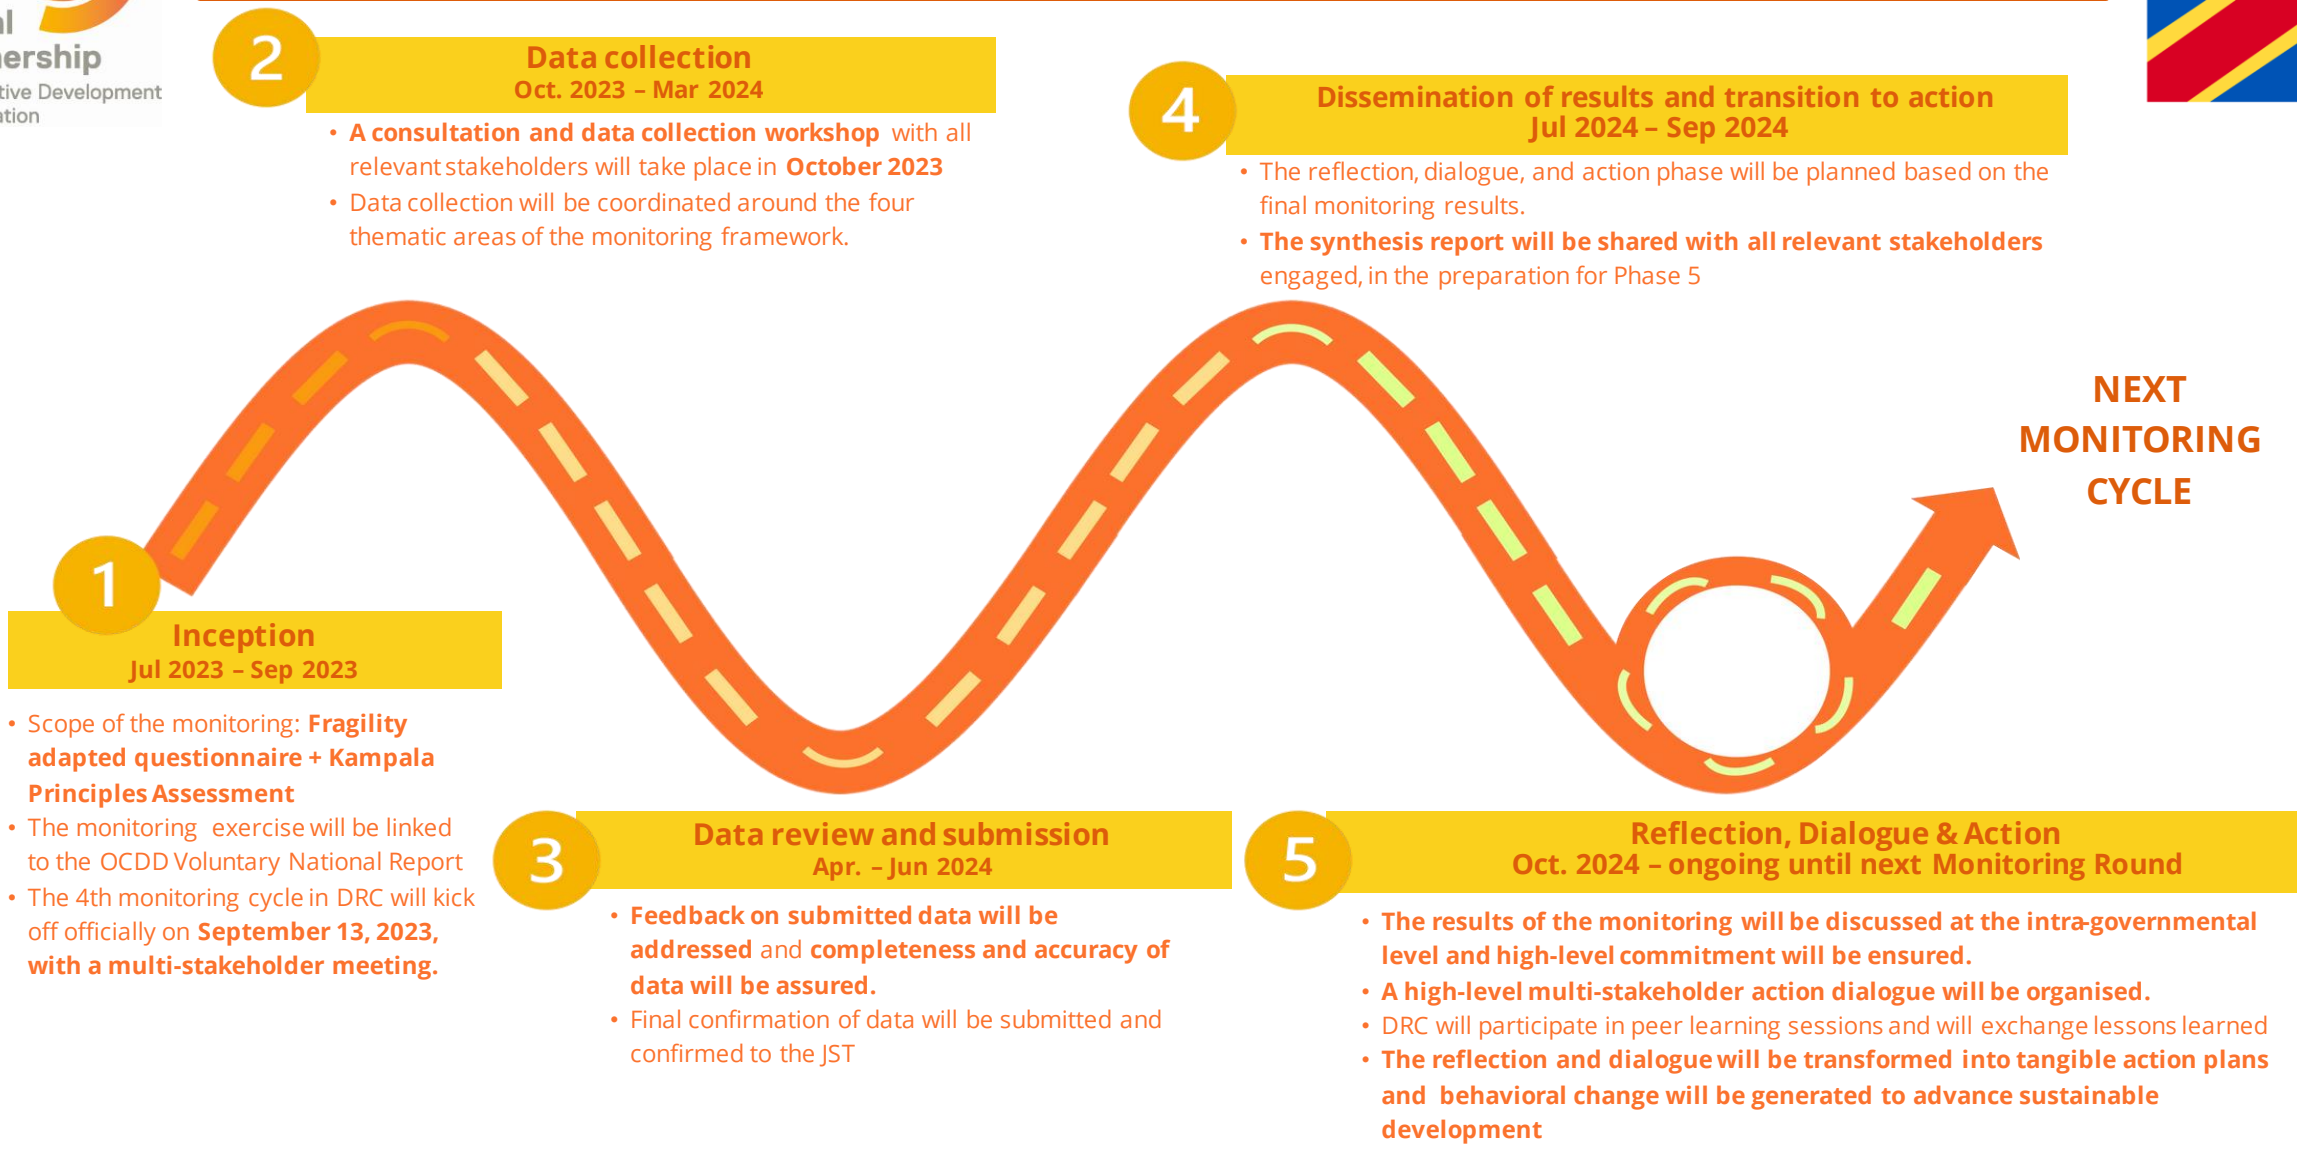 nership
tive Development
ation
2
Data collection
Oct. 2023 – Mar 2024
• A consultation and data collection workshop with all
relevant stakeholders will take place in October 2023
• Data collection will be coordinated around the four
thematic areas of the monitoring framework.
4
Dissemination of results and transition to action
Jul 2024 – Sep 2024
• The reflection, dialogue, and action phase will be planned based on the
final monitoring results.
• The synthesis report will be shared with all relevant stakeholders
engaged, in the preparation for Phase 5
NEXT
MONITORING
CYCLE
1
Inception
Jul 2023 – Sep 2023
• Scope of the monitoring: Fragility
adapted questionnaire + Kampala
Principles Assessment
• The monitoring exercise will be linked
to the OCDD Voluntary National Report
• The 4th monitoring cycle in DRC will kick
off officially on September 13, 2023,
with a multi-stakeholder meeting.
3
Data review and submission
Apr. – Jun 2024
• Feedback on submitted data will be
addressed and completeness and accuracy of
data will be assured.
• Final confirmation of data will be submitted and
confirmed to the JST
5
Reflection, Dialogue & Action
Oct. 2024 – ongoing until next Monitoring Round
• The results of the monitoring will be discussed at the intra-governmental
level and high-level commitment will be ensured.
• A high-level multi-stakeholder action dialogue will be organised.
• DRC will participate in peer learning sessions and will exchange lessons learned
• The reflection and dialogue will be transformed into tangible action plans
and behavioral change will be generated to advance sustainable
development